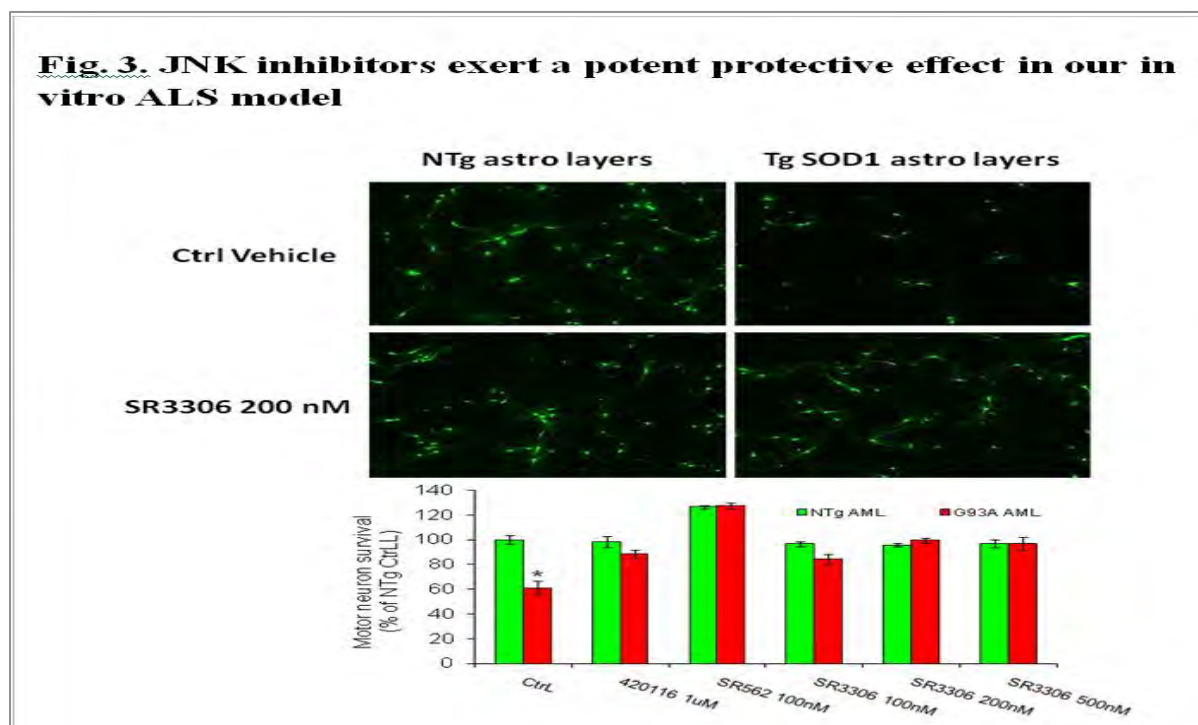 Fig. 3. JNK inhibitors exert a potent protective effect in our in
vitro ALS model
NTg astro layers
Tg SOD1 astro layers
Ctrl Vehicle
SR3306 200 nM
Motor neuron survival
(% of NTg CtrLL)
140
120
100
80
60
40
20
0
NTg AML
G93A AML
*
CtrL
420116 1uM
SR562 100nM
SR3306 100nM
SR3306 200nM
SR3306 500nM